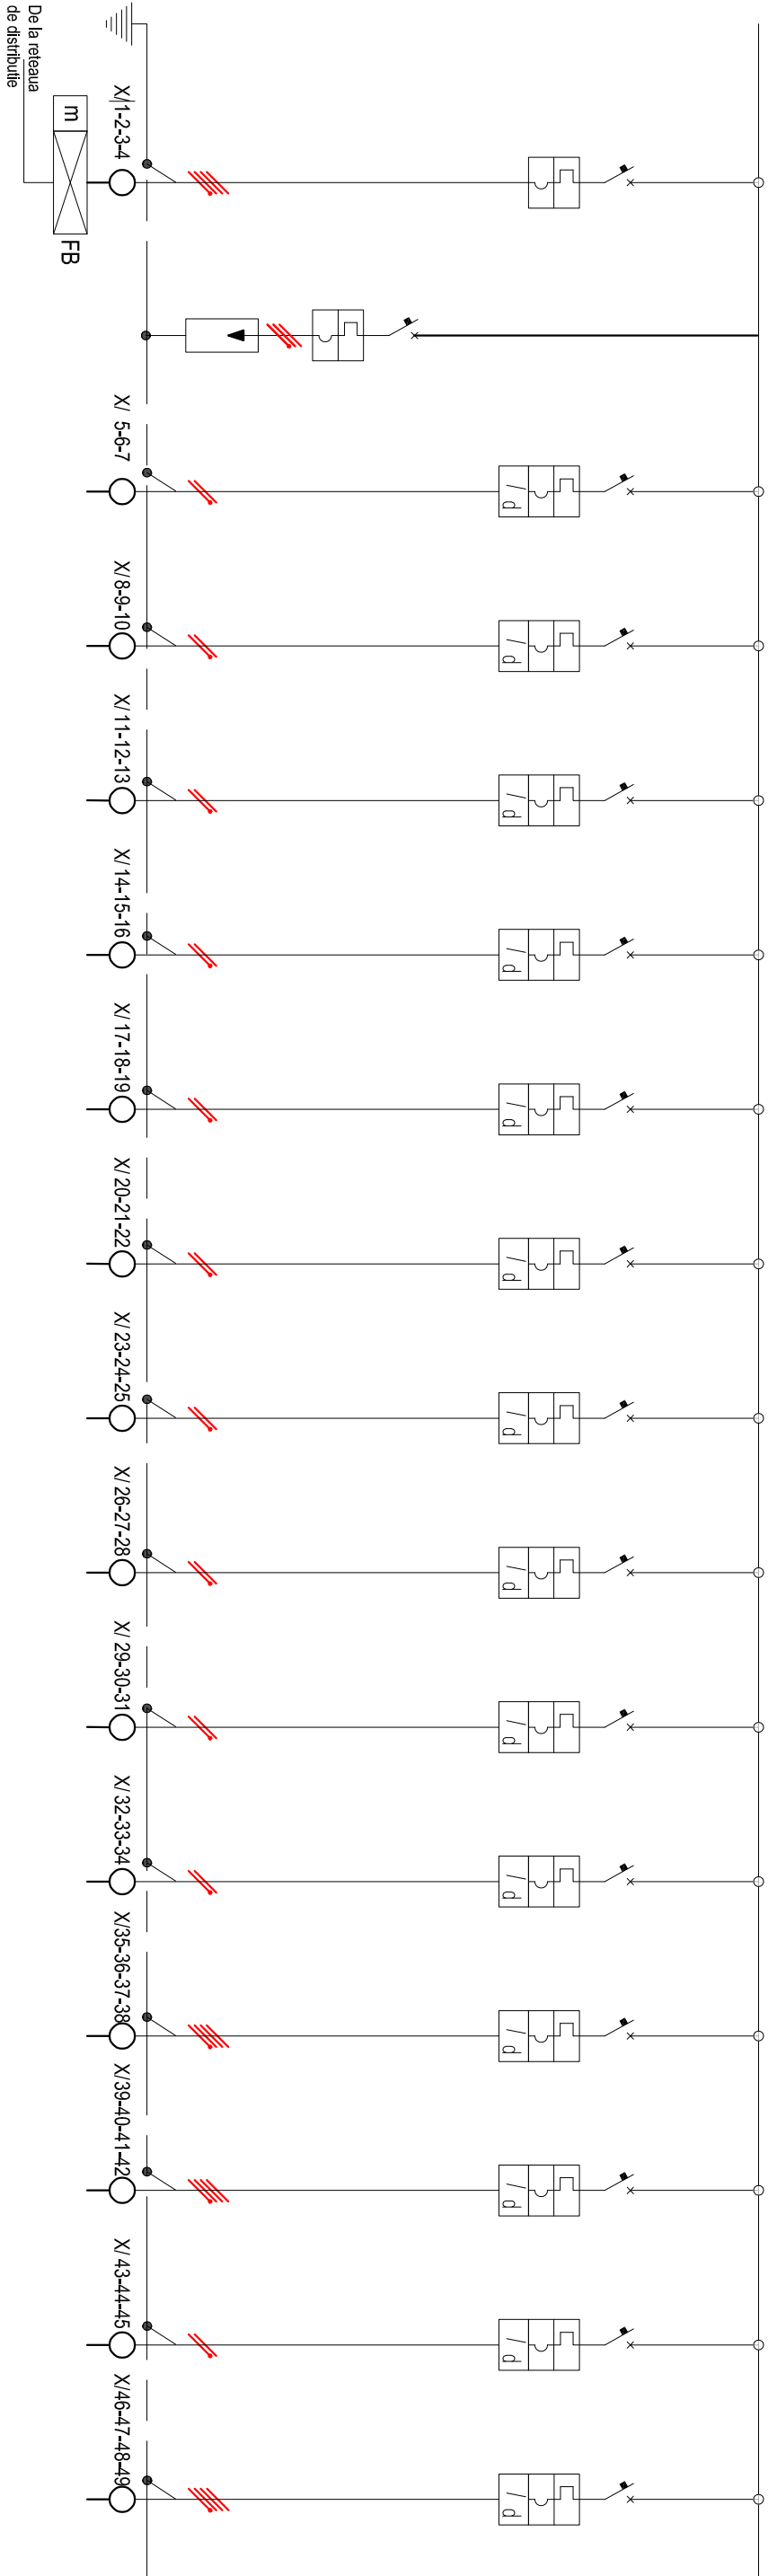 De la reteaua
de distributie
m
FB
X/1-2-3-4
X/ 5-6-7
d
X/8-9-10
d
X/11-12-13
d
X/14-15-16
d
X/17-18-19
d
X/20-21-22
d
X/23-24-25
d
X/26-27-28
d
X/29-30-31
d
X/32-33-34
d
X/35-36-37-38
d
X/39-40-41-42
d
X/43-44-45
d
X/46-47-48-49
d